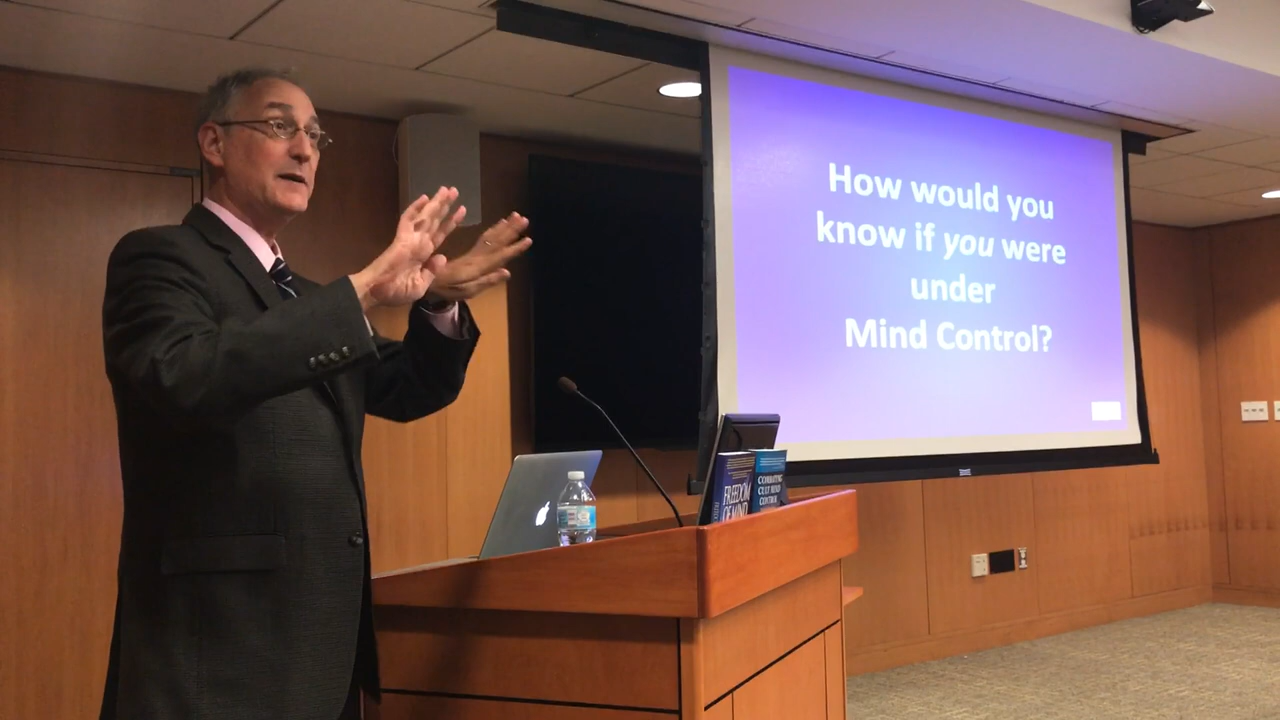 How would you
know if you were
under
Mind Control?
FREEDOM
OF MIND
COMBATING
CULT MIND
CONTROL